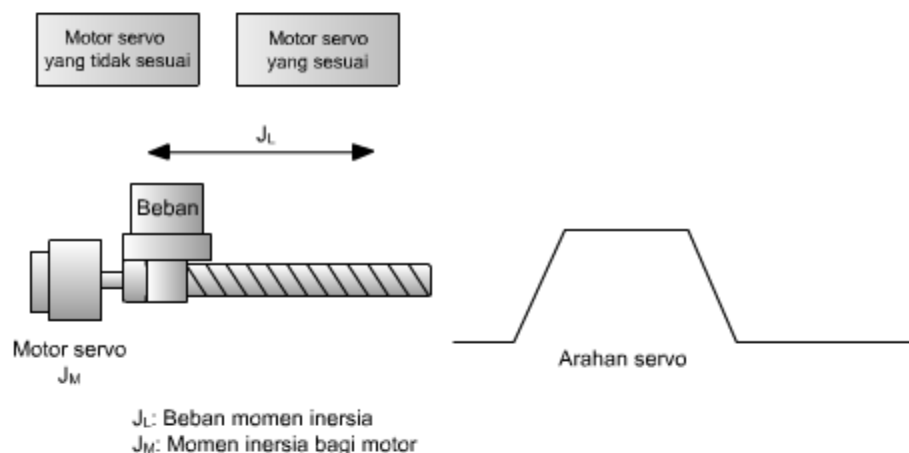 Motor servo
yang tidak sesuai
Motor servo
yang sesuai
JL
Beban
Motor servo
JM
Arahan servo
JL: Beban momen inersia
JM: Momen inersia bagi motor